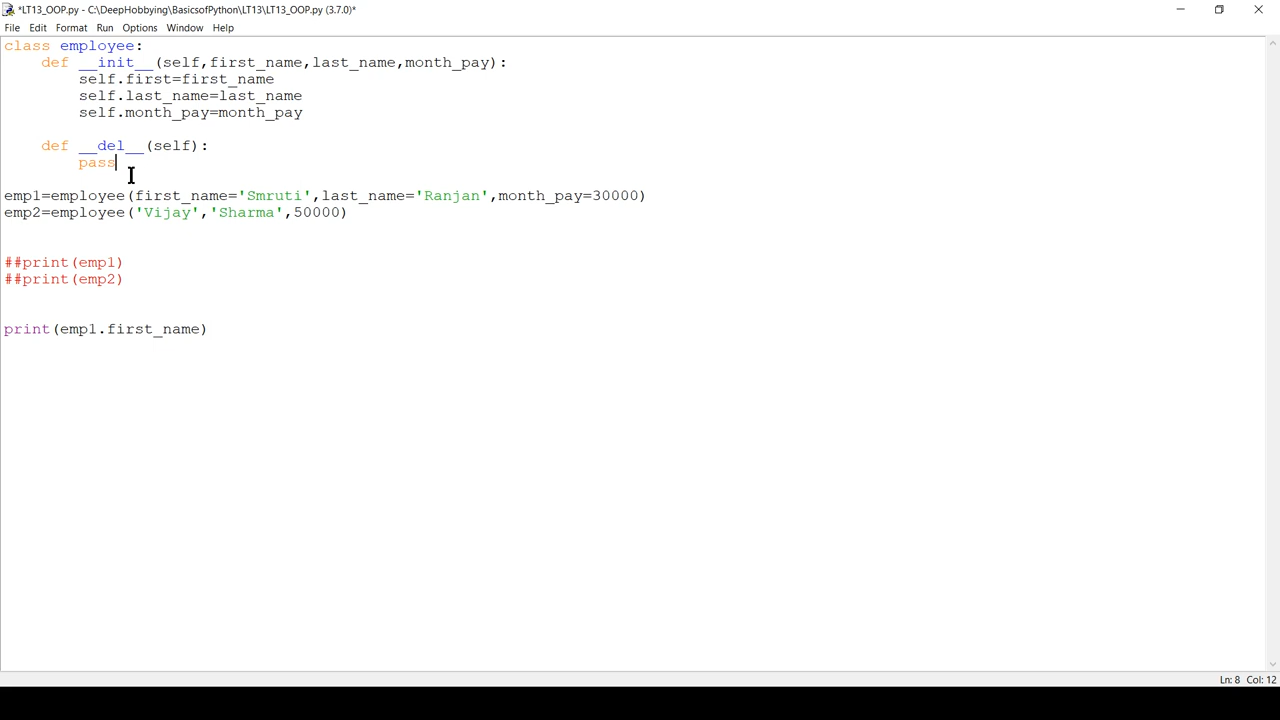 *LT13_OOP.py - C:\DeepHobbying\BasicsofPython\LT13\LT13_OOP.py (3.7.0)*
File Edit Format Run Options Window Help
class employee:
    def __init__(self,first_name,last_name,month_pay):
        self.first=first_name
        self.last_name=last_name
        self.month_pay=month_pay
    def __del__(self):
        pass
emp1=employee(first_name='Smruti',last_name='Ranjan',month_pay=30000)
emp2=employee('Vijay','Sharma',50000)
##print(emp1)
##print(emp2)
print(emp1.first_name)
Ln: 8 Col: 12